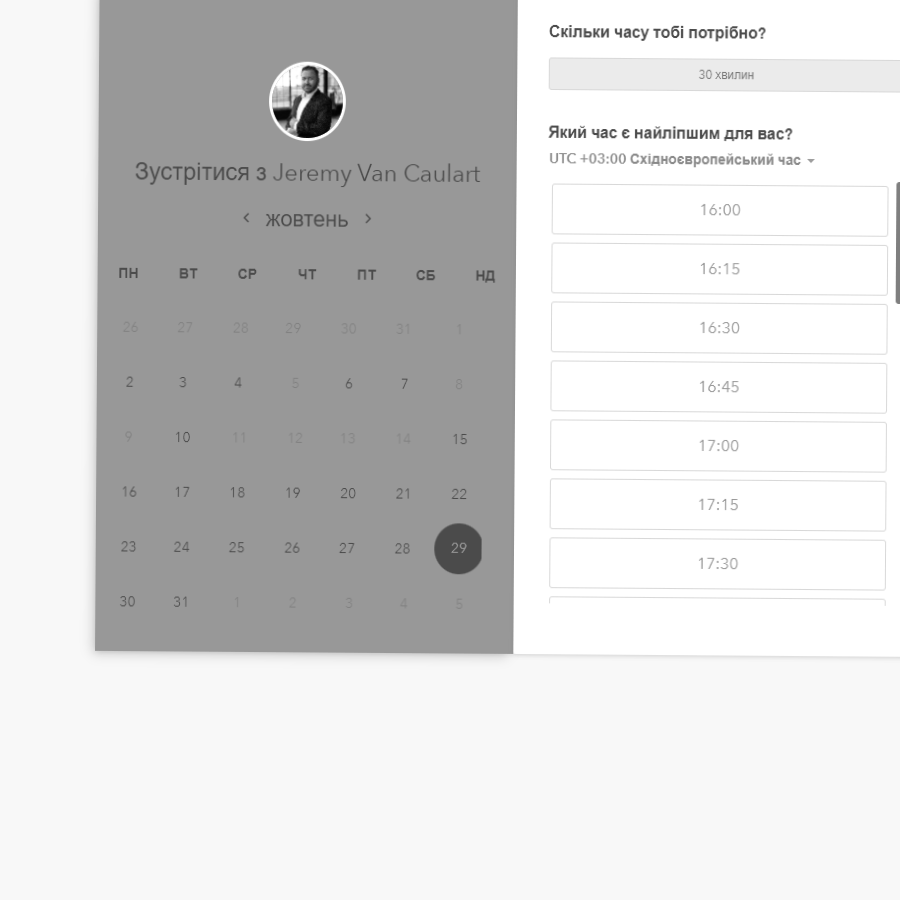 Зустрітися з Jeremy Van Caulart
жовтень
ПН ВТ СР ЧТ ПТ СБ НД
26 27 28 29 30 31 1
2 3 4 5 6 7 8
9 10 11 12 13 14 15
16 17 18 19 20 21 22
23 24 25 26 27 28 29
30 31 1 2 3 4 5
Скільки часу тобі потрібно?
30 хвилин
Який час є найліпшим для вас?
UTC +03:00 Східноєвропейський час
16:00
16:15
16:30
16:45
17:00
17:15
17:30